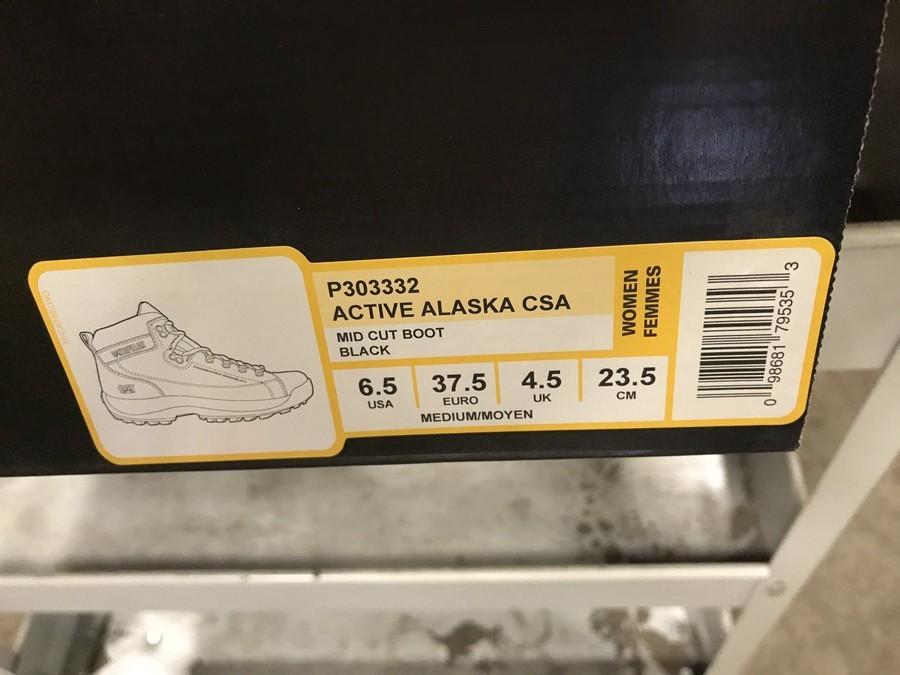 P303332
ACTIVE ALASKA CSA
MID CUT BOOT
BLACK
WOMEN
FEMMES
6.5 37.5 4.5 23.5
USA EURO UK CM
MEDIUM/MOYEN
0 98681 79535 3